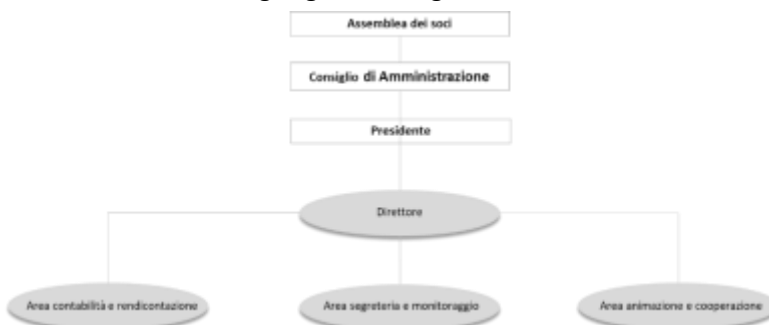 Assemblea dei soci
Consiglio di Amministrazione
Presidente
Direttore
Area contabilità e rendicontazione
Area segreteria e monitoraggio
Area animazione e cooperazione